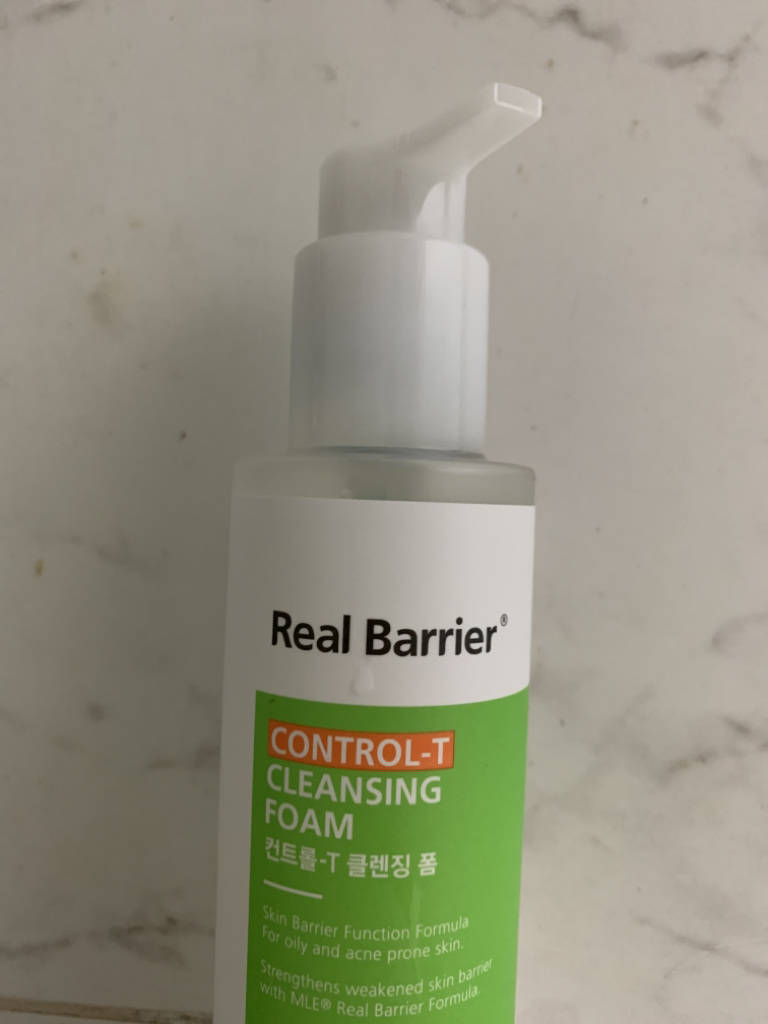 Real Barrier®
CONTROL-T
CLEANSING
FOAM
컨트롤-T 클렌징 폼
Skin Barrier Function Formula
For oily and acne prone skin.
Strengthens weakened skin barrier
with MLE® Real Barrier Formula.